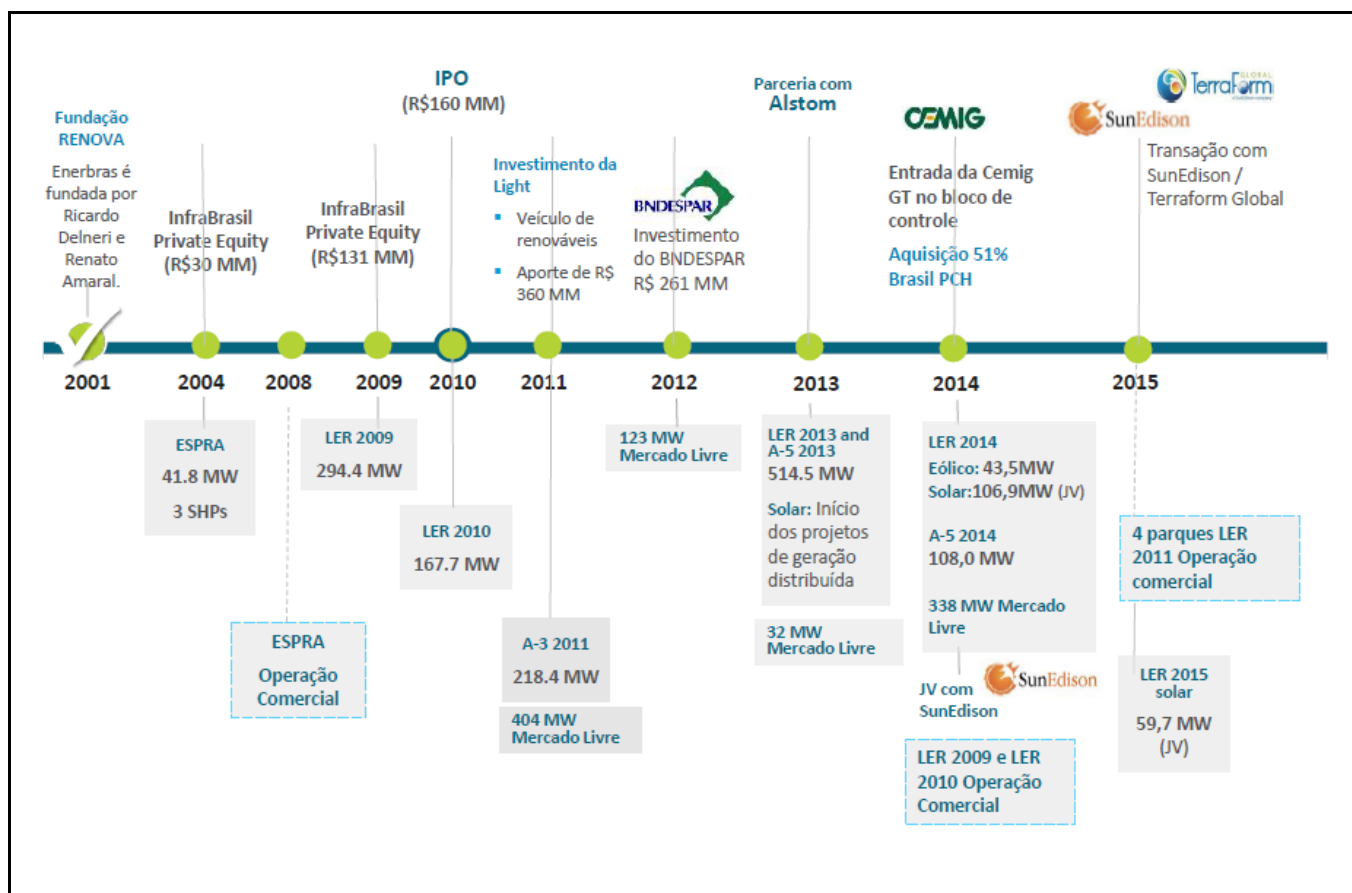 Fundação
RENOVA
Enerbras é
fundada por
Ricardo
Delneri e
Renato
Amaral.
InfraBrasil
Private Equity
(R$30 MM)
InfraBrasil
Private Equity
(R$131 MM)
IPO
(R$160 MM)
Investimento da
Light
▪ Veículo de
renováveis
▪ Aporte de R$
360 MM
BNDESPAR
Investimento
do BNDESPAR
R$ 261 MM
Parceria com
Alstom
CEMIG
Entrada da Cemig
GT no bloco de
controle
Aquisição 51%
Brasil PCH
TerraForm
GLOBAL
SunEdison
Transação com
SunEdison /
Terraform Global
2001 2004 2008 2009 2010 2011 2012 2013 2014 2015
ESPRA
41.8 MW
3 SHPs
ESPRA
Operação
Comercial
LER 2009
294.4 MW
LER 2010
167.7 MW
A-3 2011
218.4 MW
404 MW
Mercado Livre
123 MW
Mercado Livre
LER 2013 and
A-5 2013
514.5 MW
Solar: Início
dos projetos
de geração
distribuída
32 MW
Mercado Livre
LER 2014
Eólico: 43,5MW
Solar:106,9MW (JV)
A-5 2014
108,0 MW
338 MW Mercado
Livre
JV com
SunEdison
SunEdison
LER 2009 e LER
2010 Operação
Comercial
4 parques LER
2011 Operação
comercial
LER 2015
solar
59,7 MW
(JV)